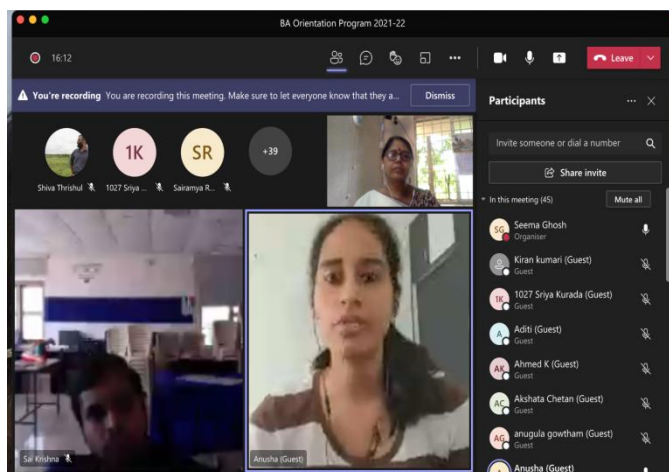 BA Orientation Program 2021-22
16:12
Leave
You're recording You are recording this meeting. Make sure to let everyone know that they a...
Dismiss
Shiva Thrishul
1K
1027 Sriya ...
SR
Sairamya R...
+39
Sai Krishna
Anusha (Guest)
Participants
Invite someone or dial a number
Share invite
In this meeting (45)
Mute all
SG
Seema Ghosh
Organiser
Kiran kumari (Guest)
Guest
1K
1027 Sriya Kurada (Guest)
Guest
A
Aditi (Guest)
Guest
AK
Ahmed K (Guest)
Guest
AC
Akshata Chetan (Guest)
Guest
AG
anugula gowtham (Guest)
Guest
Anusha (Guest)